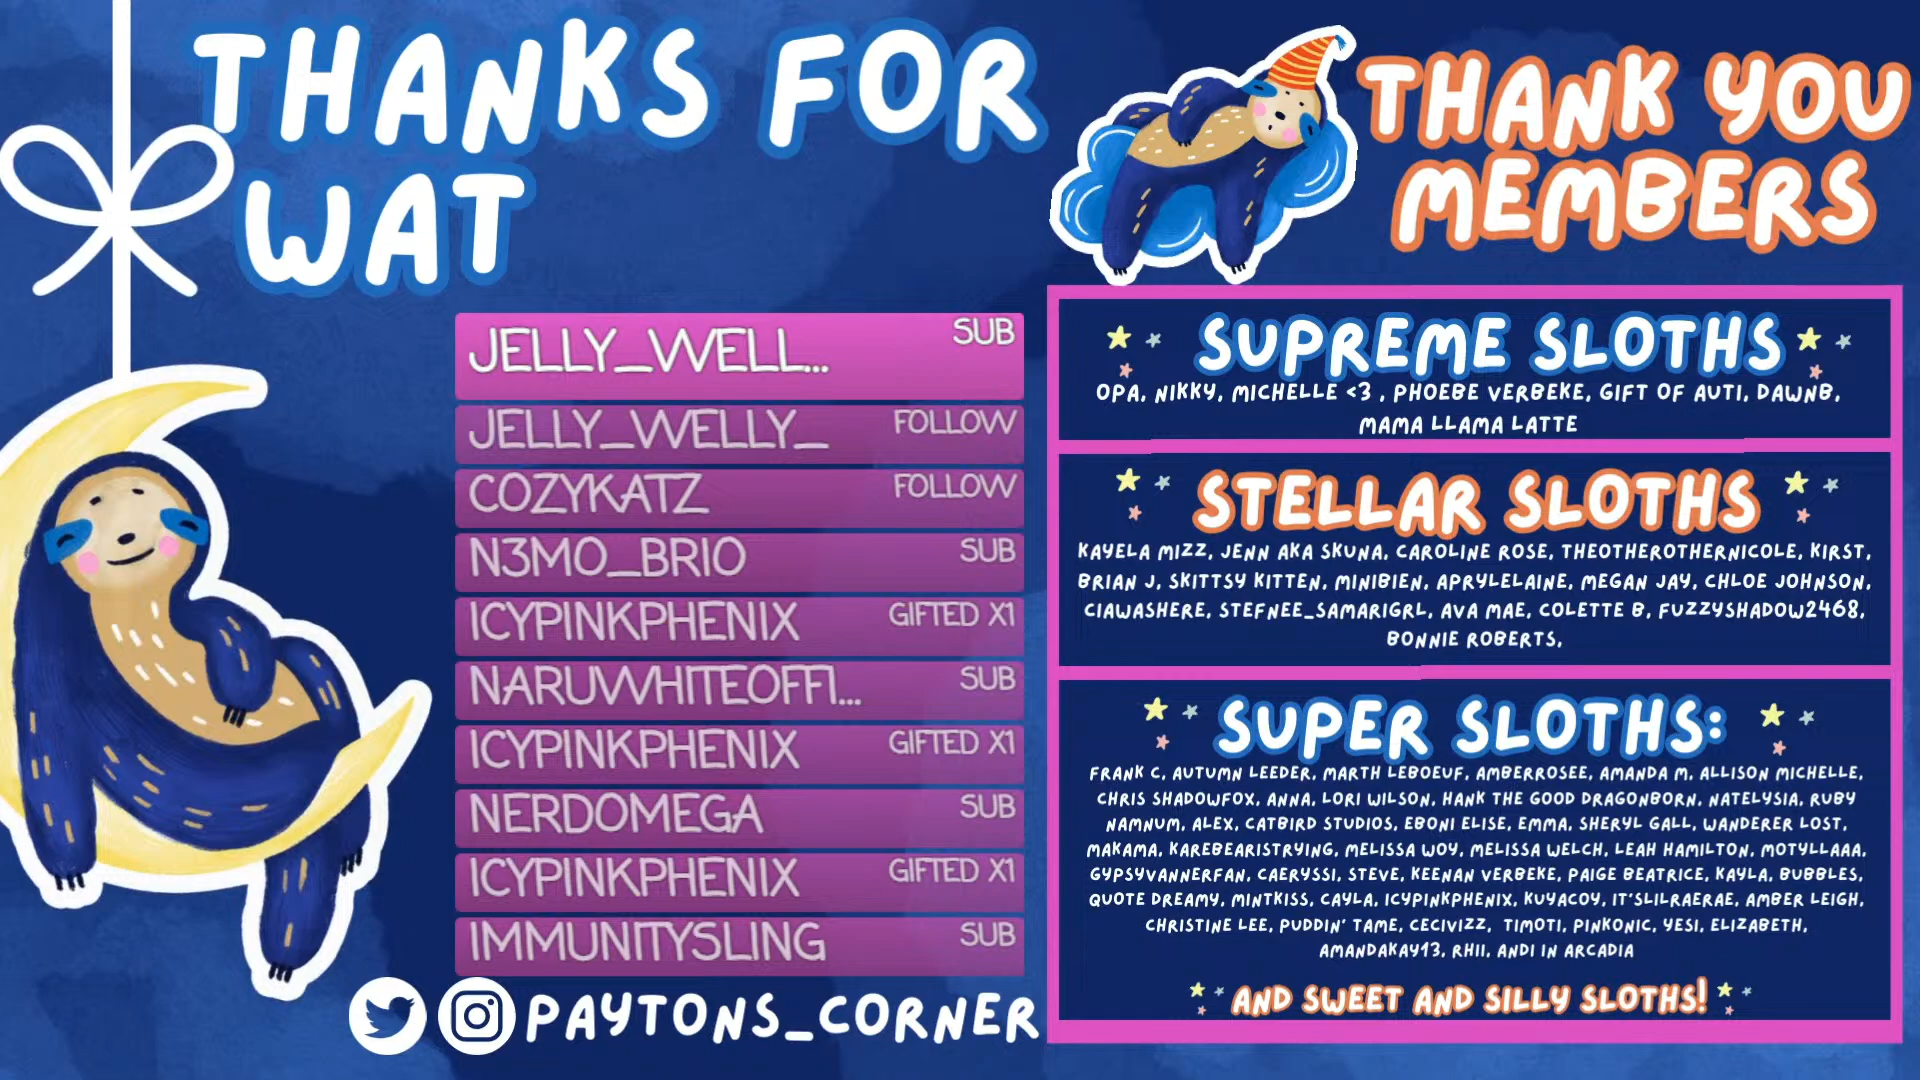 THANKS FOR
WAT
JELLY_WELL... SUB
JELLY_WELLY_ FOLLOW
COZYKATZ FOLLOW
N3MO_BRIO SUB
ICYPINKPHENIX GIFTED X1
NARUWHITEOFFI... SUB
ICYPINKPHENIX GIFTED X1
NERDOMEGA SUB
ICYPINKPHENIX GIFTED X1
IMMUNITYSLING SUB
PAYTONS_CORNER
THANK YOU
MEMBERS
SUPREME SLOTHS
OPA, NIKKY, MICHELLE <3 , PHOEBE VERBEKE, GIFT OF AUTI, DAWNB,
MAMA LLAMA LATTE
STELLAR SLOTHS
KAYELA MIZZ, JENN AKA SKUNA, CAROLINE ROSE, THEOTHEROTHERNICOLE, KIRST,
BRIAN J, SKITTSY KITTEN, MINIBIEN, APRYLELAINE, MEGAN JAY, CHLOE JOHNSON,
CIAWASHERE, STEFNEE_SAMARIGRL, AVA MAE, COLETTE B, FUZZYSHADOW2468,
BONNIE ROBERTS,
SUPER SLOTHS:
FRANK C, AUTUMN LEEDER, MARTH LEBOEUF, AMBERROSEE, AMANDA M, ALLISON MICHELLE,
CHRIS SHADOWFOX, ANNA, LORI WILSON, HANK THE GOOD DRAGONBORN, NATELYSIA, RUBY
NAMNUM, ALEX, CATBIRD STUDIOS, EBONI ELISE, EMMA, SHERYL GALL, WANDERER LOST,
MAKAMA, KAREBEARISTRYING, MELISSA WOY, MELISSA WELCH, LEAH HAMILTON, MOTYLLAAA,
GYPSYVANNERFAN, CAERYSSI, STEVE, KEENAN VERBEKE, PAIGE BEATRICE, KAYLA, BUBBLES,
QUOTE DREAMY, MINTKISS, CAYLA, ICYPINKPHENIX, KUYACOY, IT'SLILRAERAE, AMBER LEIGH,
CHRISTINE LEE, PUDDIN' TAME, CECIVIZZ, TIMOTI, PINKONIC, YESI, ELIZABETH,
AMANDAKAY13, RHII, ANDI IN ARCADIA
AND SWEET AND SILLY SLOTHS!